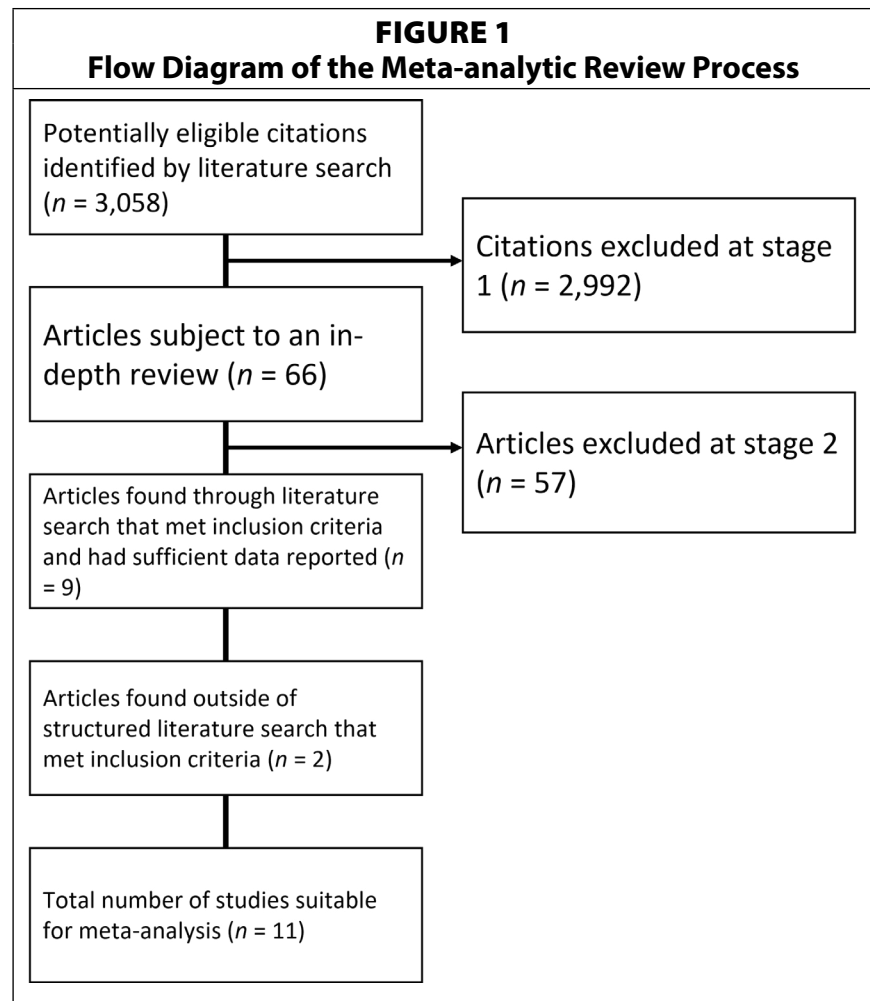 FIGURE 1
Flow Diagram of the Meta-analytic Review Process
Potentially eligible citations
identified by literature search
(n = 3,058)
Citations excluded at stage
1 (n = 2,992)
Articles subject to an in-
depth review (n = 66)
Articles excluded at stage 2
(n = 57)
Articles found through literature
search that met inclusion criteria
and had sufficient data reported (n
= 9)
Articles found outside of
structured literature search that
met inclusion criteria (n = 2)
Total number of studies suitable
for meta-analysis (n = 11)